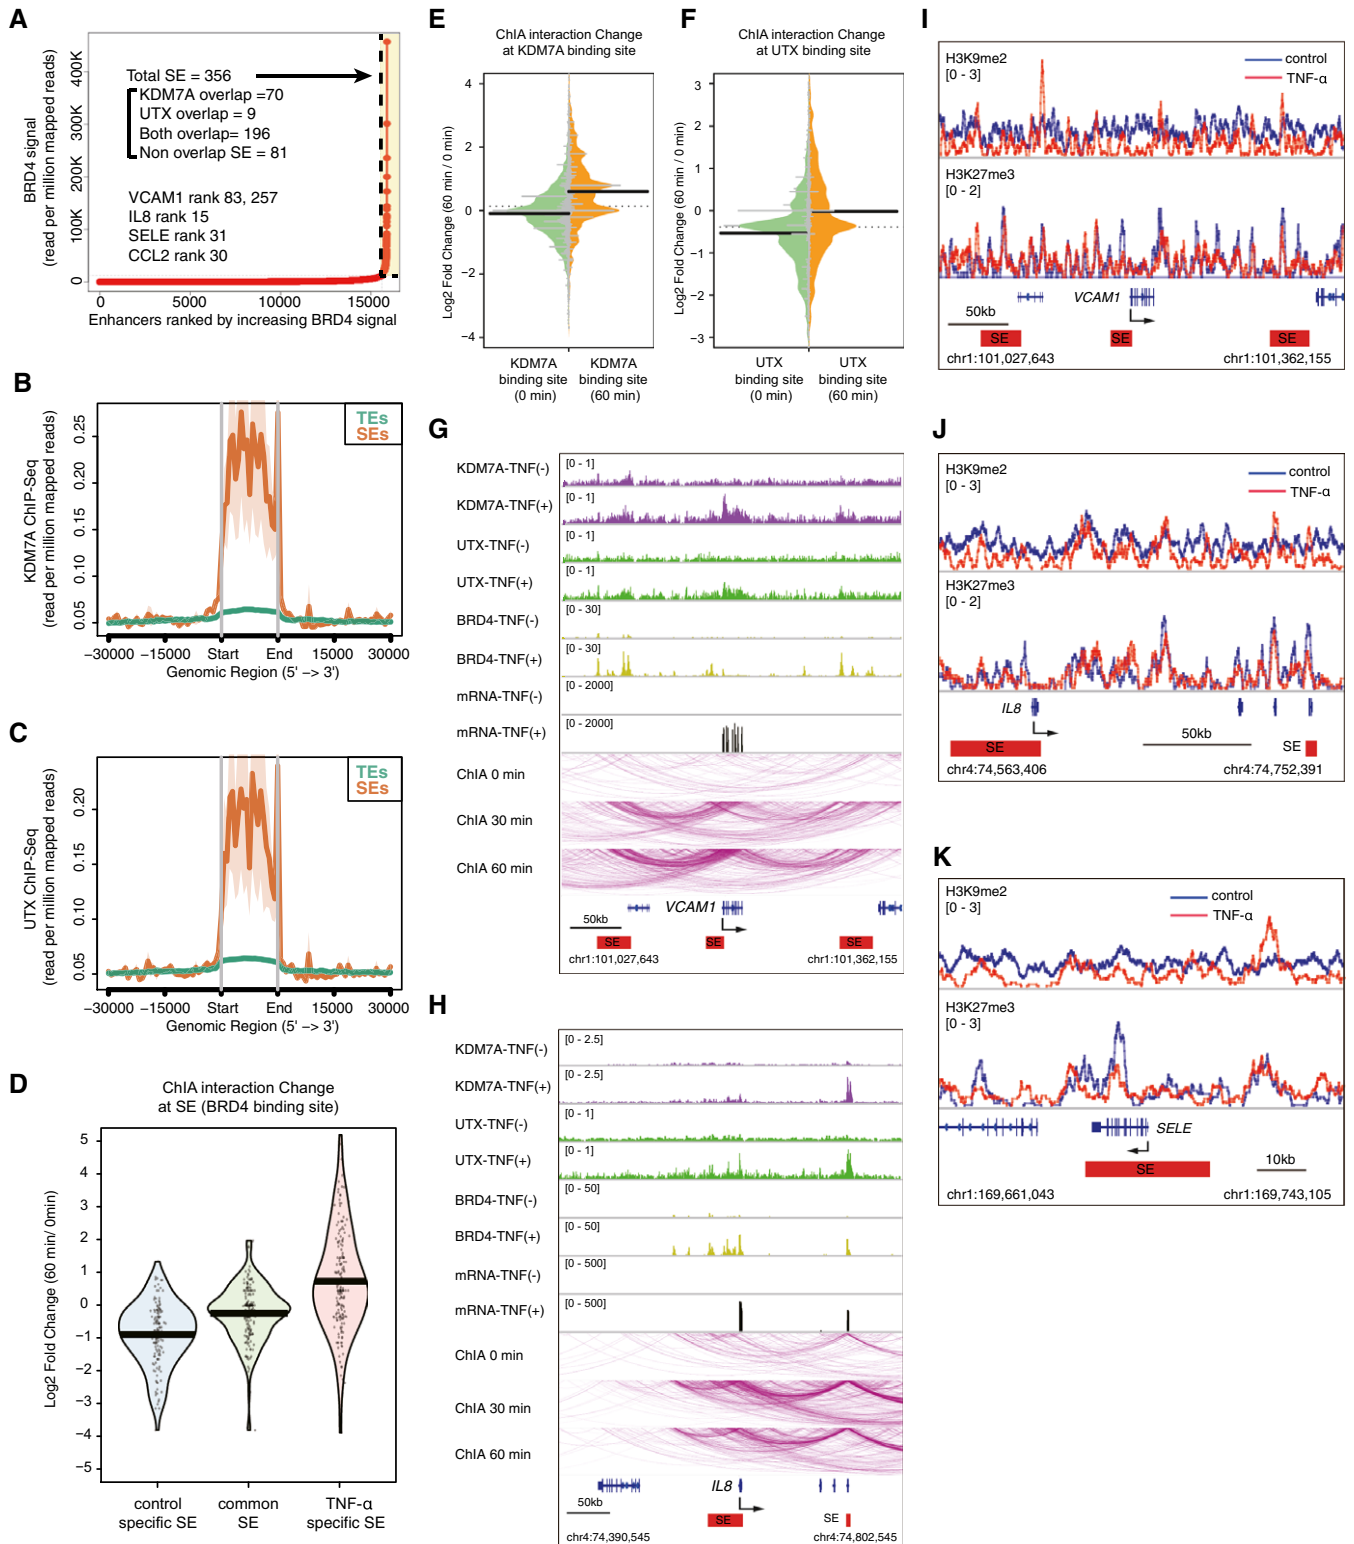 A
BRD4 signal
(read per million mapped reads)
400K
300K
200K
100K
0
Total SE = 356
KDM7A overlap =70
UTX overlap = 9
Both overlap= 196
Non overlap SE = 81
VCAM1 rank 83, 257
IL8 rank 15
SELE rank 31
CCL2 rank 30
0
5000
10000
15000
Enhancers ranked by increasing BRD4 signal
B
KDM7A ChIP-Seq
(read per million mapped reads)
0.25
0.20
0.15
0.10
0.05
TEs
SEs
−30000
−15000
Start
End
15000
30000
Genomic Region (5' −> 3')
C
UTX ChIP-Seq
(read per million mapped reads)
0.20
0.15
0.10
0.05
TEs
SEs
−30000
−15000
Start
End
15000
30000
Genomic Region (5' −> 3')
D
ChIA interaction Change
at SE (BRD4 binding site)
Log2 Fold Change (60 min/ 0min)
5
4
3
2
1
0
−1
−2
−3
−4
−5
control
specific SE
common
SE
TNF-α
specific SE
E
ChIA interaction Change
at KDM7A binding site
Log2 Fold Change (60 min / 0 min)
4
2
0
−2
−4
KDM7A
binding site
(0 min)
KDM7A
binding site
(60 min)
F
ChIA interaction Change
at UTX binding site
Log2 Fold Change (60 min / 0 min)
3
2
1
0
−1
−2
−3
UTX
binding site
(0 min)
UTX
binding site
(60 min)
G
KDM7A-TNF(-)
[0 - 1]
KDM7A-TNF(+)
[0 - 1]
UTX-TNF(-)
[0 - 1]
UTX-TNF(+)
[0 - 1]
BRD4-TNF(-)
[0 - 30]
BRD4-TNF(+)
[0 - 30]
mRNA-TNF(-)
[0 - 2000]
mRNA-TNF(+)
[0 - 2000]
ChIA 0 min
ChIA 30 min
ChIA 60 min
VCAM1
50kb
SE
SE
SE
chr1:101,027,643
chr1:101,362,155
H
KDM7A-TNF(-)
[0 - 2.5]
KDM7A-TNF(+)
[0 - 2.5]
UTX-TNF(-)
[0 - 1]
UTX-TNF(+)
[0 - 1]
BRD4-TNF(-)
[0 - 50]
BRD4-TNF(+)
[0 - 50]
mRNA-TNF(-)
[0 - 500]
mRNA-TNF(+)
[0 - 500]
ChIA 0 min
ChIA 30 min
ChIA 60 min
IL8
50kb
SE
SE
chr4:74,390,545
chr4:74,802,545
I
H3K9me2
[0 - 3]
control
TNF-α
H3K27me3
[0 - 2]
VCAM1
50kb
SE
SE
SE
chr1:101,027,643
chr1:101,362,155
J
H3K9me2
[0 - 3]
control
TNF-α
H3K27me3
[0 - 2]
IL8
50kb
SE
SE
chr4:74,563,406
chr4:74,752,391
K
H3K9me2
[0 - 3]
control
TNF-α
H3K27me3
[0 - 3]
SELE
SE
10kb
chr1:169,661,043
chr1:169,743,105